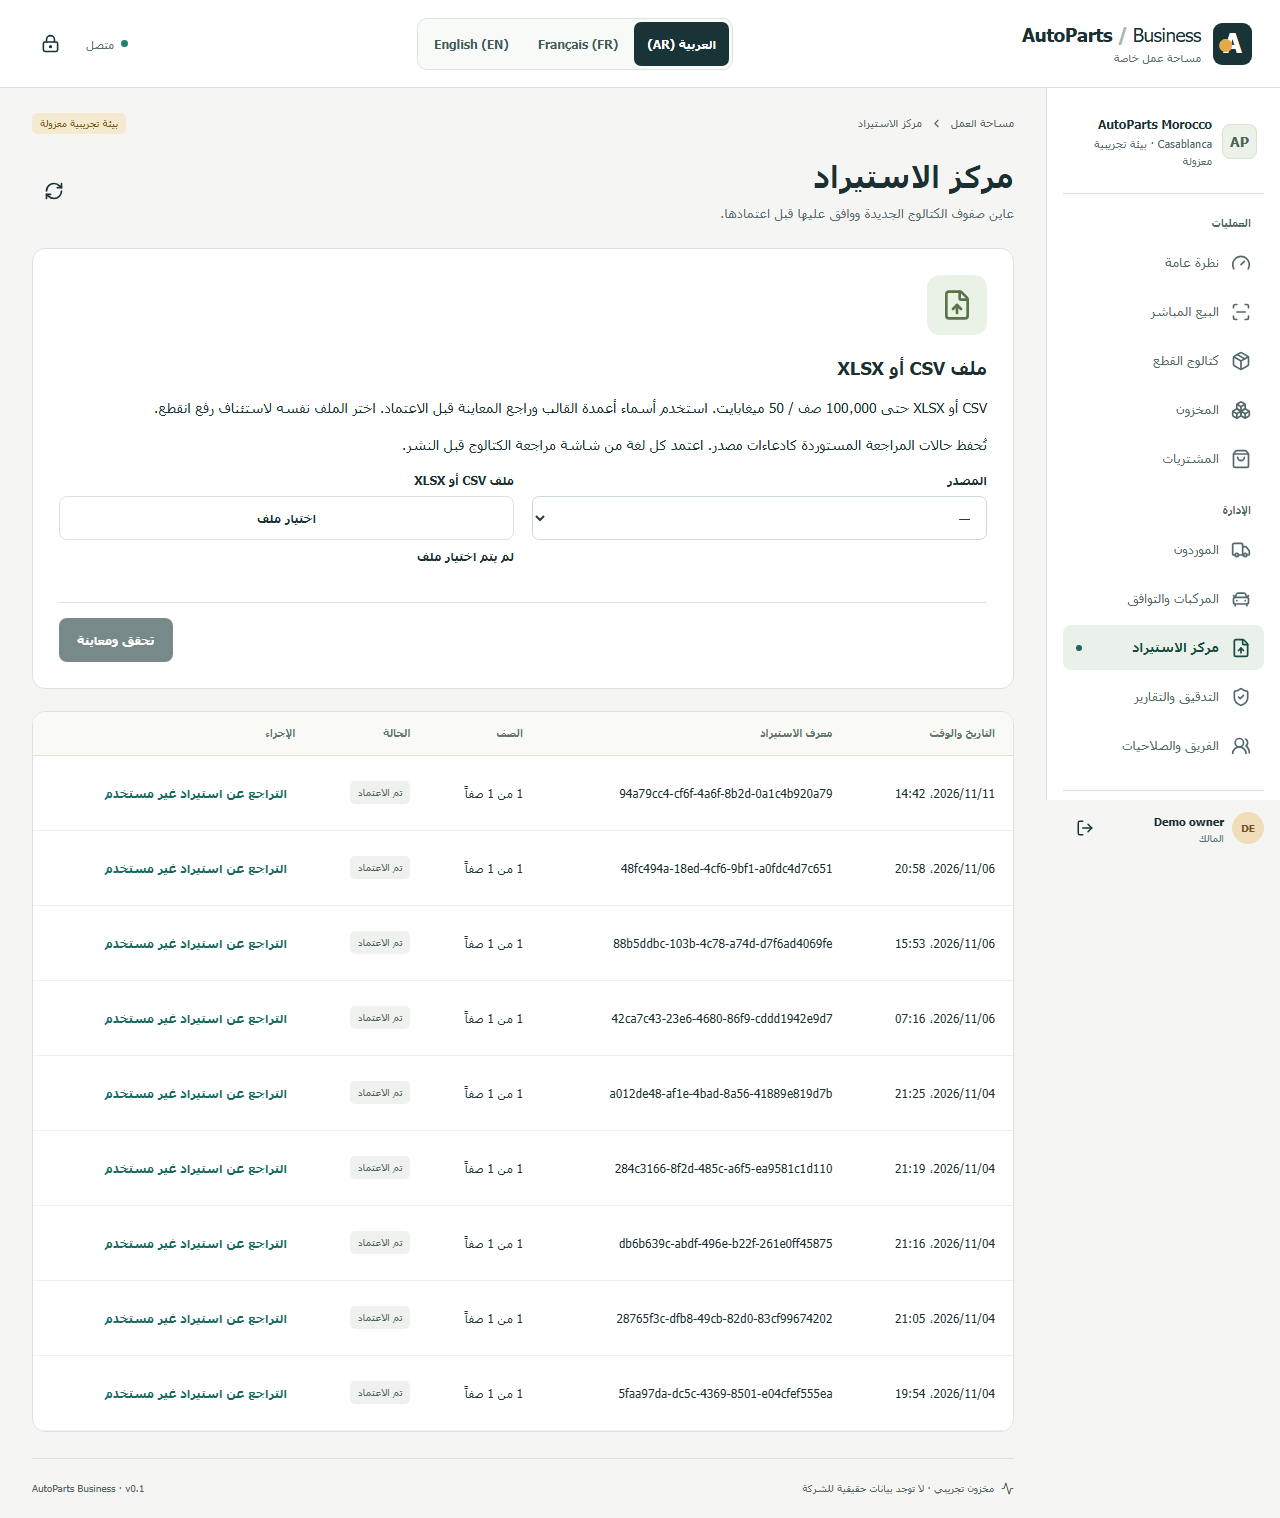 AutoParts / Business
مساحة عمل خاصة
العربية (AR)
Français (FR)
English (EN)
متصل
AP
AutoParts Morocco
Casablanca · بيئة تجريبية معزولة
العمليات
نظرة عامة
البيع المباشر
كتالوج القطع
المخزون
المشتريات
الإدارة
الموردون
المركبات والتوافق
مركز الاستيراد
التدقيق والتقارير
الفريق والصلاحيات
DE
Demo owner
المالك
مساحة العمل
مركز الاستيراد
بيئة تجريبية معزولة
مركز الاستيراد
عاين صفوف الكتالوج الجديدة ووافق عليها قبل اعتمادها.
ملف CSV أو XLSX
CSV أو XLSX حتى 100,000 صف / 50 ميغابايت. استخدم أسماء أعمدة القالب وراجع المعاينة قبل الاعتماد. اختر الملف نفسه لاستئناف رفع انقطع.
تُحفظ حالات المراجعة المستوردة كادعاءات مصدر. اعتمد كل لغة من شاشة مراجعة الكتالوج قبل النشر.
المصدر
—
ملف CSV أو XLSX
اختيار ملف
لم يتم اختيار ملف
تحقق ومعاينة
التاريخ والوقت معرف الاستيراد الصف الحالة الإجراء
2026/11/11، 14:42 94a79cc4-cf6f-4a6f-8b2d-0a1c4b920a79 1 من 1 صفاً تم الاعتماد التراجع عن استيراد غير مستخدم
2026/11/06، 20:58 48fc494a-18ed-4cf6-9bf1-a0fdc4d7c651 1 من 1 صفاً تم الاعتماد التراجع عن استيراد غير مستخدم
2026/11/06، 15:53 88b5ddbc-103b-4c78-a74d-d7f6ad4069fe 1 من 1 صفاً تم الاعتماد التراجع عن استيراد غير مستخدم
2026/11/06، 07:16 42ca7c43-23e6-4680-86f9-cddd1942e9d7 1 من 1 صفاً تم الاعتماد التراجع عن استيراد غير مستخدم
2026/11/04، 21:25 a012de48-af1e-4bad-8a56-41889e819d7b 1 من 1 صفاً تم الاعتماد التراجع عن استيراد غير مستخدم
2026/11/04، 21:19 284c3166-8f2d-485c-a6f5-ea9581c1d110 1 من 1 صفاً تم الاعتماد التراجع عن استيراد غير مستخدم
2026/11/04، 21:16 db6b639c-abdf-496e-b22f-261e0ff45875 1 من 1 صفاً تم الاعتماد التراجع عن استيراد غير مستخدم
2026/11/04، 21:05 28765f3c-dfb8-49cb-82d0-83cf99674202 1 من 1 صفاً تم الاعتماد التراجع عن استيراد غير مستخدم
2026/11/04، 19:54 5faa97da-dc5c-4369-8501-e04cfef555ea 1 من 1 صفاً تم الاعتماد التراجع عن استيراد غير مستخدم
مخزون تجريبي · لا توجد بيانات حقيقية للشركة
AutoParts Business · v0.1